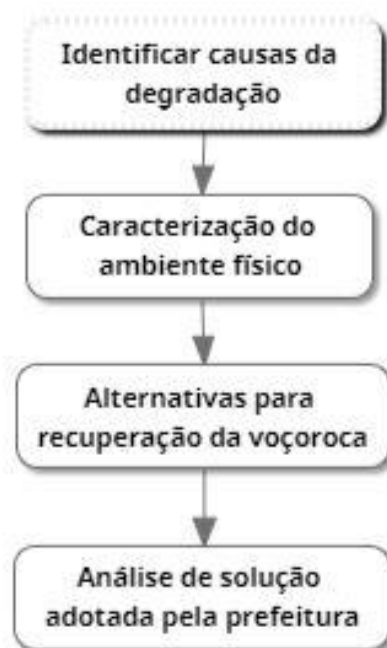 Identificar causas da
degradação
Caracterização do
ambiente físico
Alternativas para
recuperação da voçoroca
Análise de solução
adotada pela prefeitura